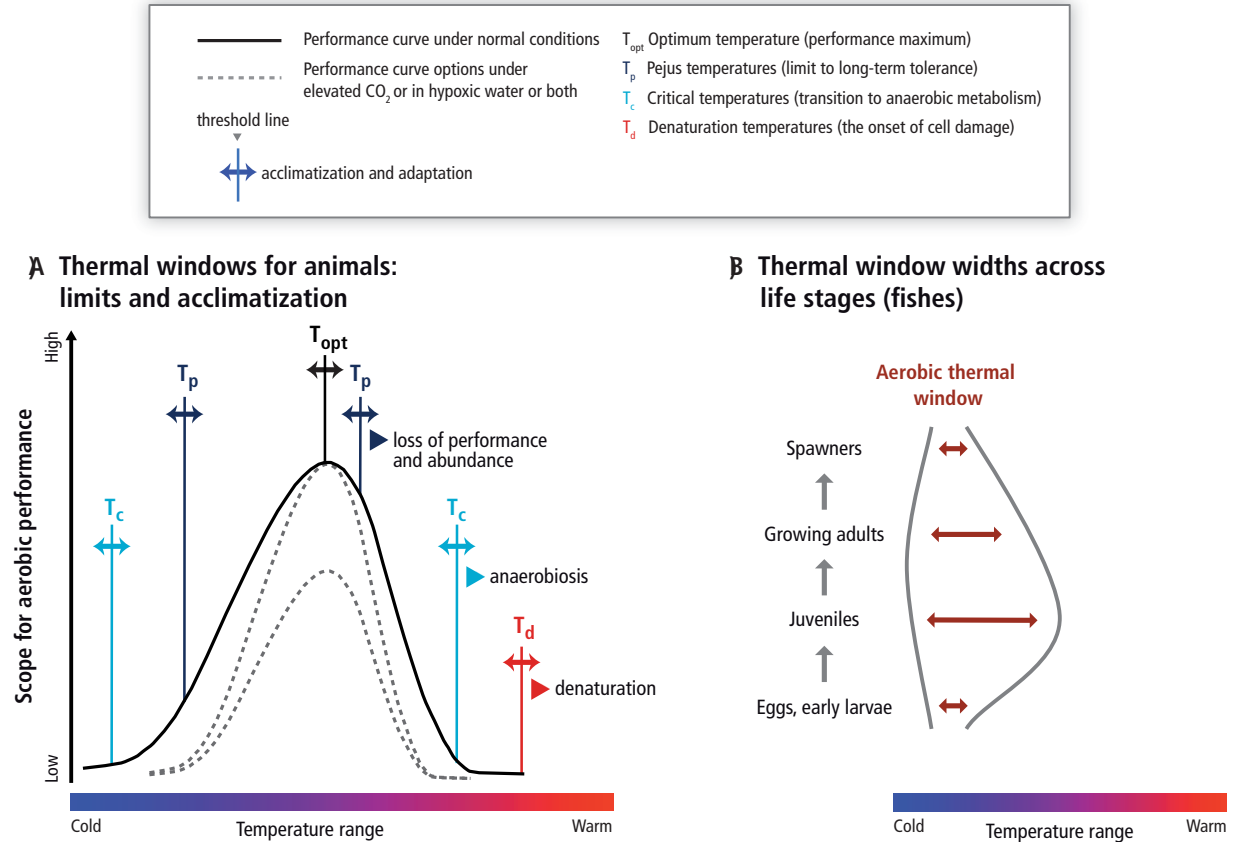 Performance curve under normal conditions
Performance curve options under
elevated CO2 or in hypoxic water or both
threshold line
acclimatization and adaptation
Topt Optimum temperature (performance maximum)
Tp Pejus temperatures (limit to long-term tolerance)
Tc Critical temperatures (transition to anaerobic metabolism)
Td Denaturation temperatures (the onset of cell damage)
A Thermal windows for animals:
limits and acclimatization
High
Topt
Tp
Tp
loss of performance
and abundance
Tc
Tc
anaerobiosis
Td
denaturation
Scope for aerobic performance
Low
Cold
Temperature range
Warm
B Thermal window widths across
life stages (fishes)
Aerobic thermal
window
Spawners
Growing adults
Juveniles
Eggs, early larvae
Cold
Temperature range
Warm